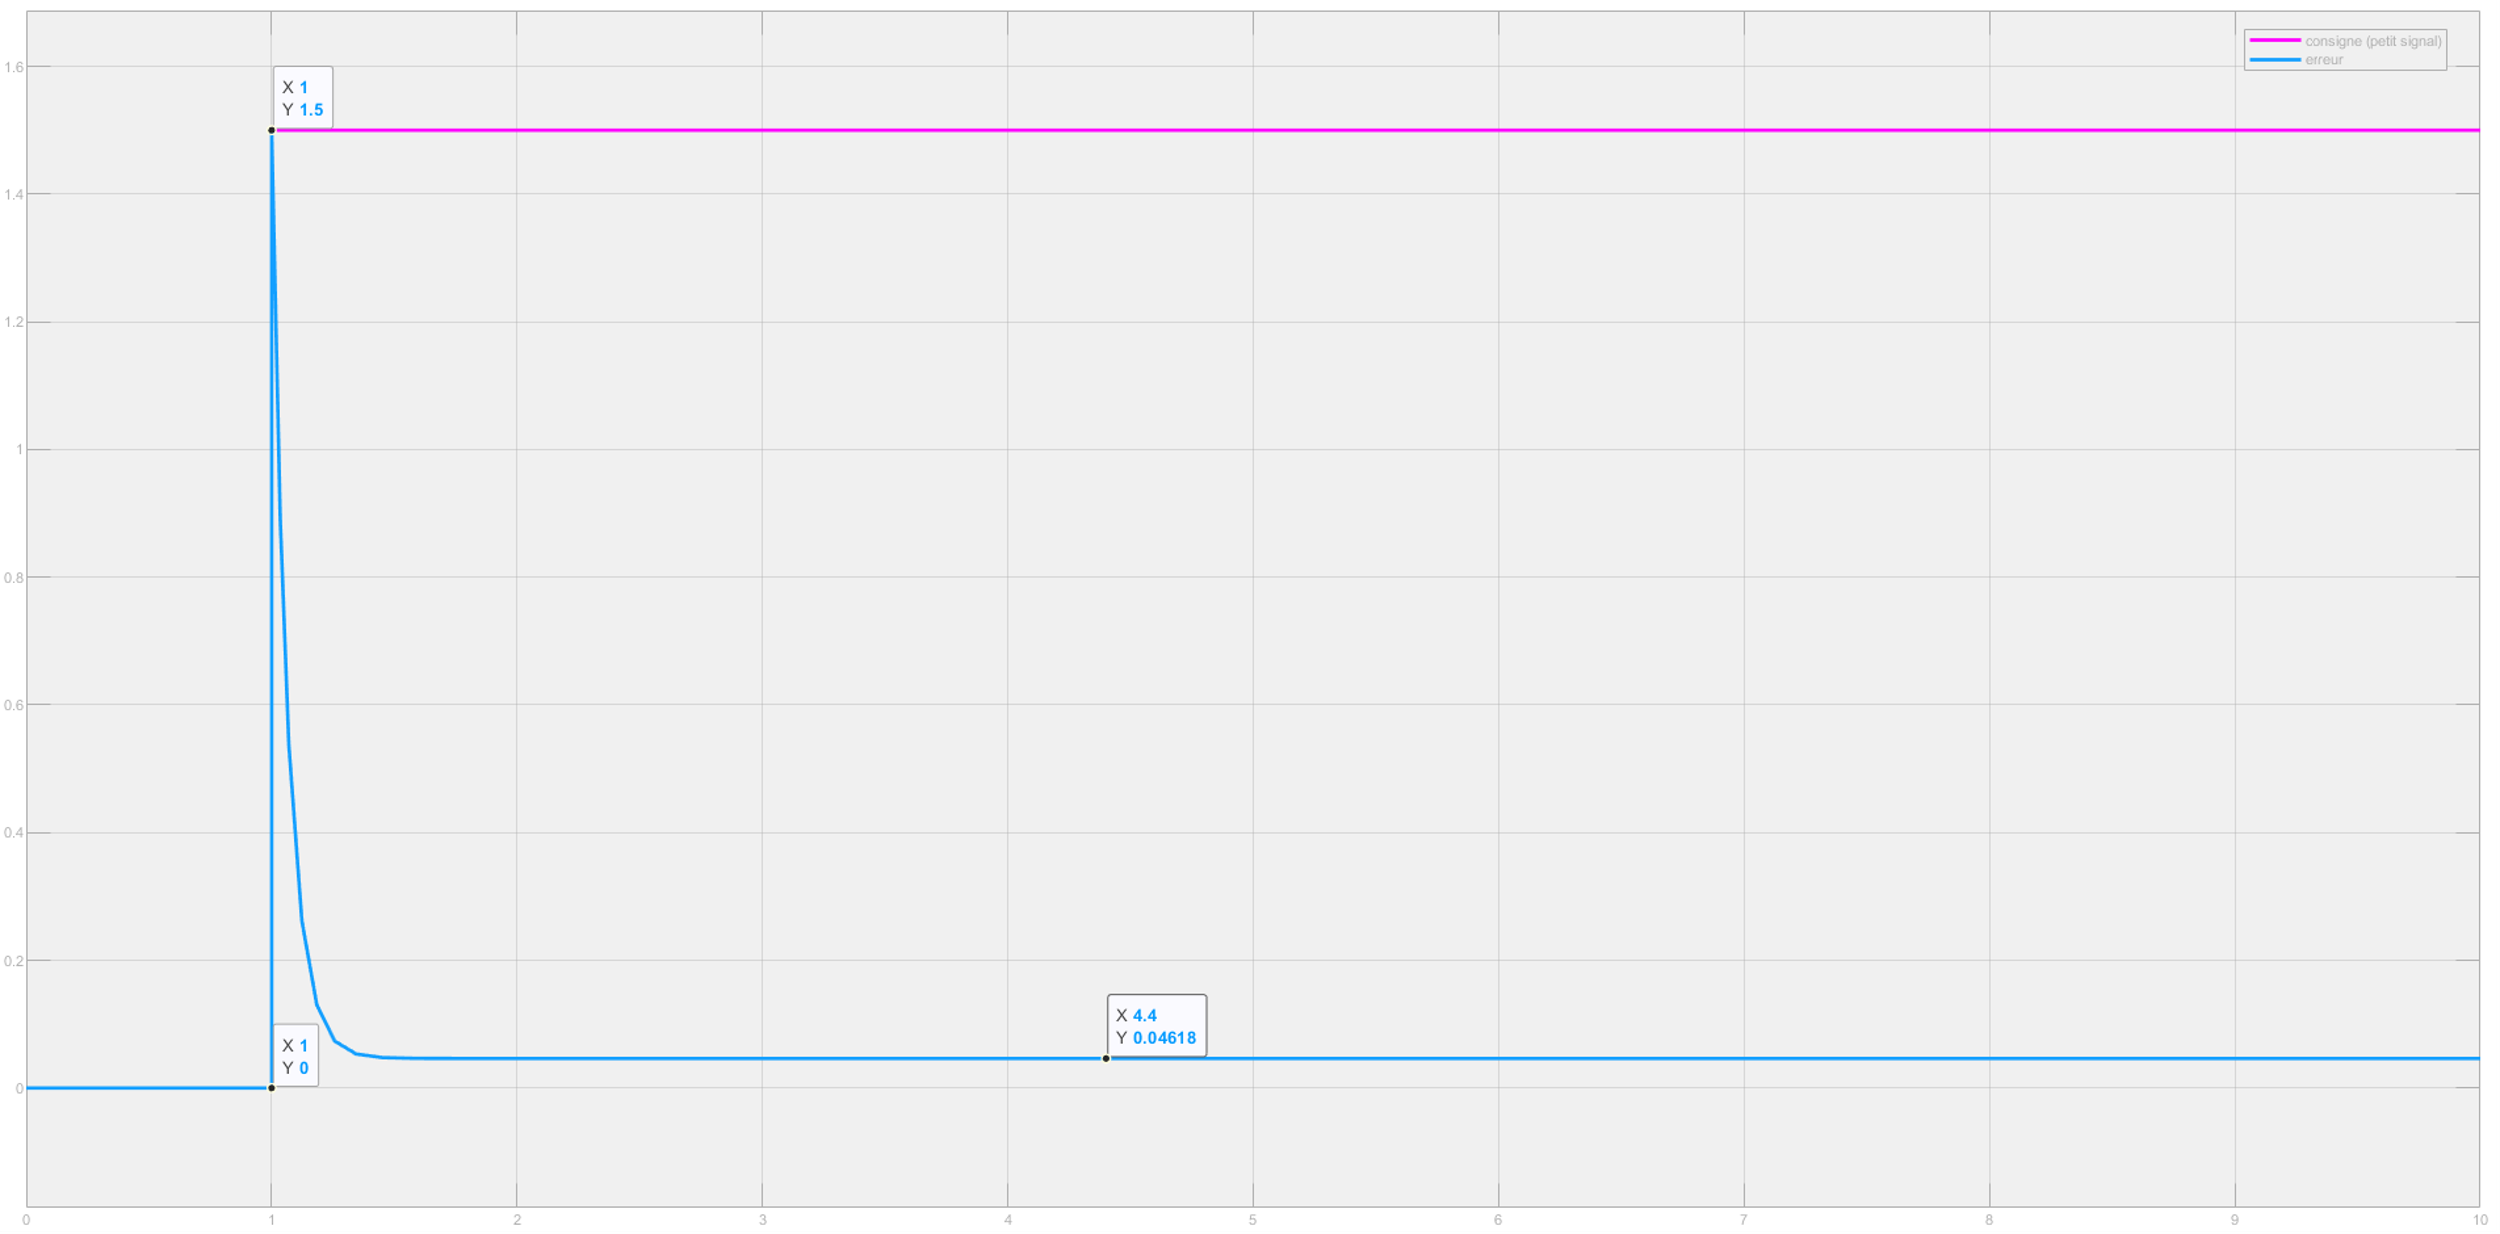 consigne (petit signal)
erreur
1.6
X 1
Y 1.5
1.4
1.2
1
0.8
0.6
0.4
0.2
X 4.4
Y 0.04618
X 1
Y 0
0
0 1 2 3 4 5 6 7 8 9 10